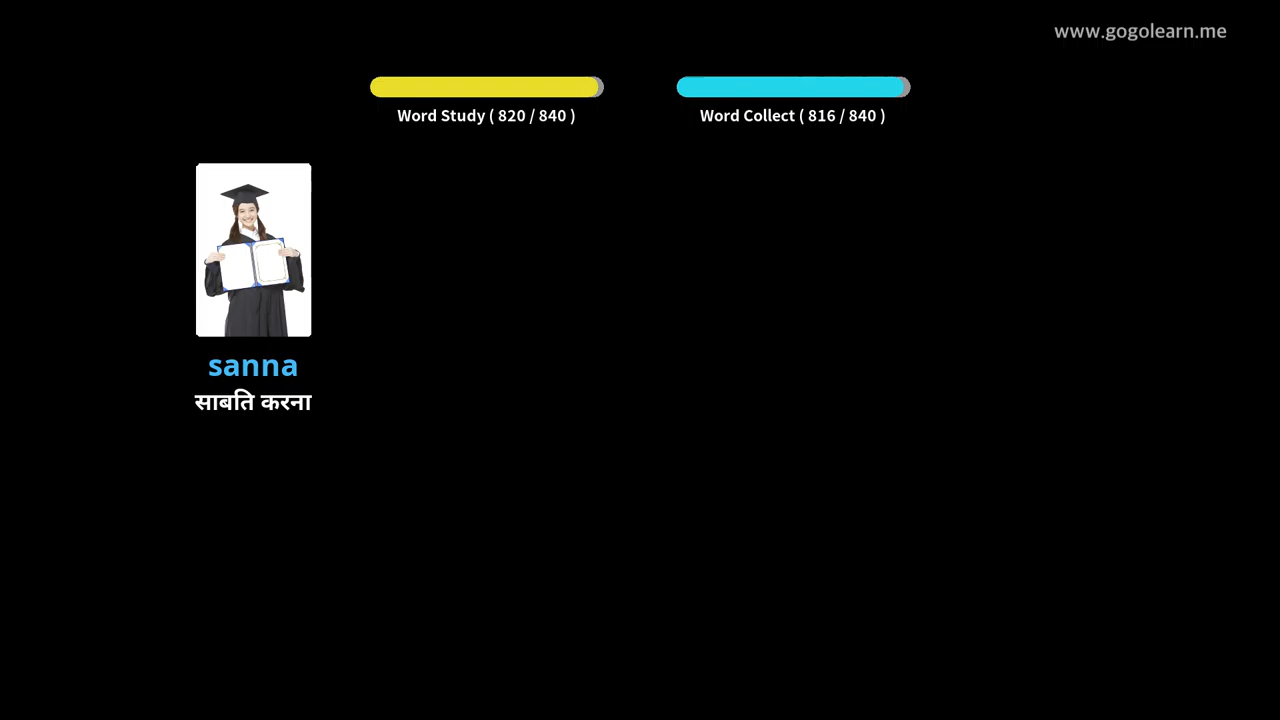 www.gogolearn.me
Word Study ( 820 / 840 )
Word Collect ( 816 / 840 )
sanna
साबति करना